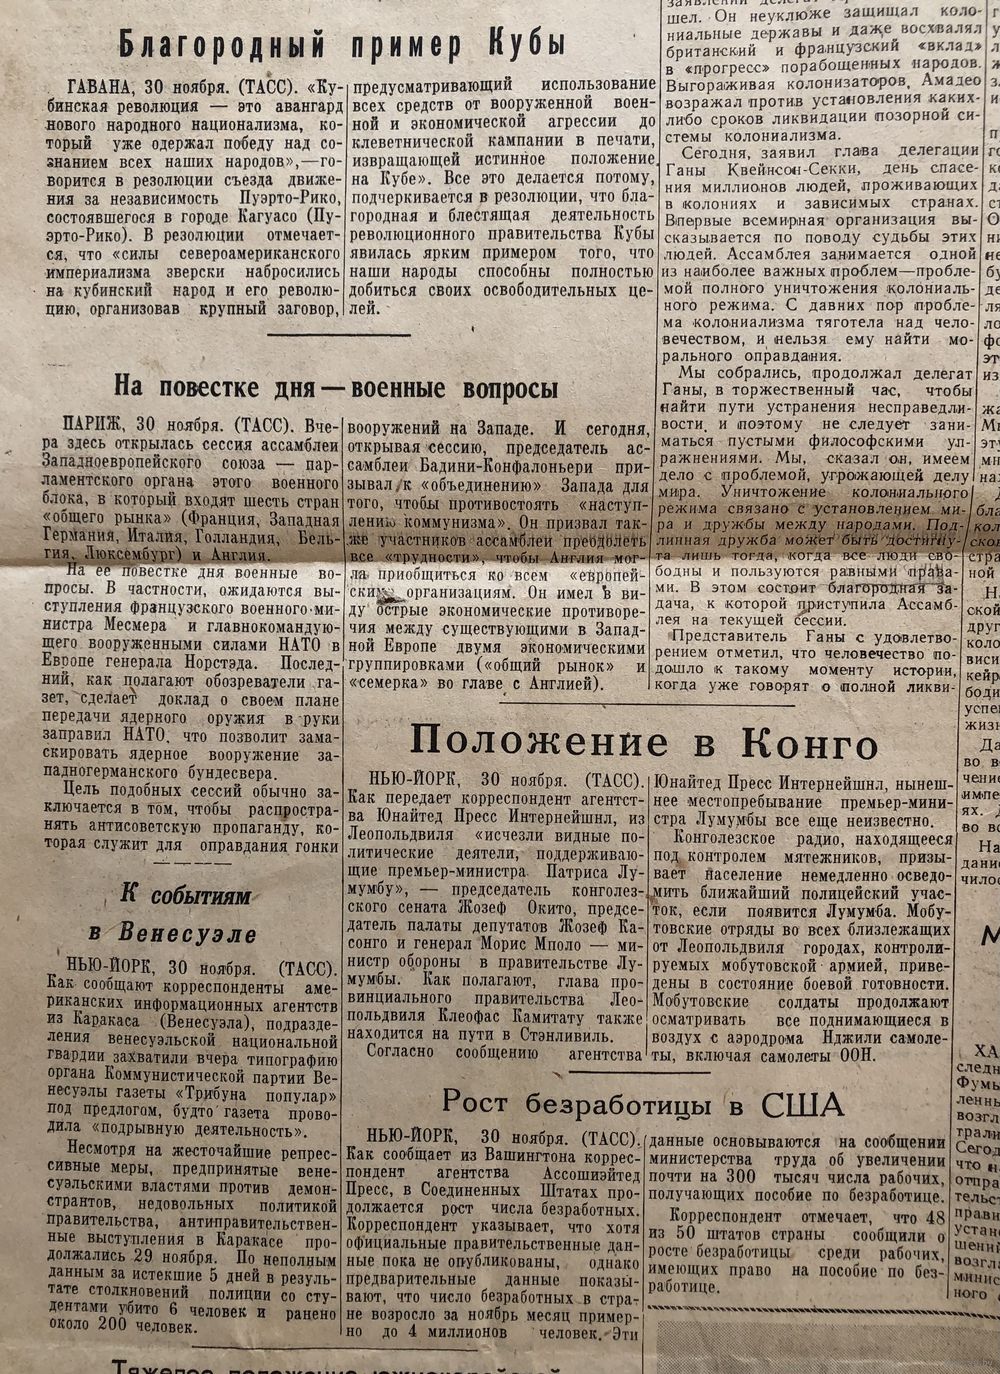 Благородный пример Кубы
ГАВАНА, 30 ноября. (ТАСС). «Ку-
бинская революция — это авангард
нового народного национализма, ко-
торый уже одержал победу над со-
знанием всех наших народов»,—го-
ворится в резолюции съезда движе-
ния за независимость Пуэрто-Рико,
состоявшегося в городе Кагуасо (Пу-
эрто-Рико). В резолюции отмечает-
ся, что «силы североамериканского
империализма зверски набросились
на кубинский народ и его револю-
цию, организовав крупный заговор,
предусматривающий использование
всех средств от вооруженной воен-
ной и экономической агрессии до
клеветнической кампании в печати,
извращающей истинное положение
на Кубе». Все это делается потому,
подчеркивается в резолюции, что бла-
городная и блестящая деятельность
революционного правительства Кубы
явилась ярким примером того, что
наши народы способны полностью
добиться своих освободительных це-
лей.
На повестке дня — военные вопросы
ПАРИЖ, 30 ноября. (ТАСС). Вче-
ра здесь открылась сессия ассамблеи
Западноевропейского союза — пар-
ламентского органа этого военного
блока, в который входят шесть стран
«общего рынка» (Франция, Западная
Германия, Италия, Голландия, Бель-
гия, Люксембург) и Англия.
На ее повестке дня военные во-
просы. В частности, ожидаются вы-
ступления французского военного ми-
нистра Месмера и главнокомандую-
щего вооруженными силами НАТО в
Европе генерала Норстэда. Послед-
ний, как полагают обозреватели га-
зет, сделает доклад о своем плане
передачи ядерного оружия в руки
заправил НАТО, что позволит зама-
скировать ядерное вооружение за-
падногерманского бундесвера.
Цель подобных сессий обычно за-
ключается в том, чтобы распростра-
нять антисоветскую пропаганду, ко-
торая служит для оправдания гонки
вооружений на Западе. И сегодня,
открывая сессию, председатель ас-
самблеи Бадини-Конфалоньери при-
зывал к «объединению» Запада для
того, чтобы противостоять «наступ-
лению коммунизма». Он призвал так-
же участников ассамблеи преодолеть
все «трудности», чтобы Англия мог-
ла приобщиться ко всем «европей-
ским» организациям. Он имел в ви-
ду острые экономические противоре-
чия между существующими в Запад-
ной Европе двумя экономическими
группировками («общий рынок» и
«семерка» во главе с Англией).
К событиям
в Венесуэле
НЬЮ-ЙОРК, 30 ноября. (ТАСС).
Как сообщают корреспонденты аме-
риканских информационных агентств
из Каракаса (Венесуэла), подразде-
ления венесуэльской национальной
гвардии захватили вчера типографию
органа Коммунистической партии Ве-
несуэлы газеты «Трибуна популар»
под предлогом, будто газета прово-
дила «подрывную деятельность».
Несмотря на жесточайшие репрес-
сивные меры, предпринятые вене-
суэльскими властями против демон-
странтов, недовольных политикой
правительства, антиправительствен-
ные выступления в Каракасе про-
должались 29 ноября. По неполным
данным за истекшие 5 дней в резуль-
тате столкновений полиции со сту-
дентами убито 6 человек и ранено
около 200 человек.
Положение в Конго
НЬЮ-ЙОРК, 30 ноября. (ТАСС).
Как передает корреспондент агентст-
ва Юнайтед Пресс Интернейшнл, из
Леопольдвиля «исчезли видные по-
литические деятели, поддерживаю-
щие премьер-министра Патриса Лу-
мумбу», — председатель конголез-
ского сената Жозеф Окито, предсе-
датель палаты депутатов Жозеф Ка-
сонго и генерал Морис Мполо — ми-
нистр обороны в правительстве Лу-
мумбы. Как полагают, глава про-
винциального правительства Лео-
польдвиля Клеофас Камитату также
находится на пути в Стэнливиль.
Согласно сообщению агентства
Юнайтед Пресс Интернейшнл, нынеш-
нее местопребывание премьер-мини-
стра Лумумбы все еще неизвестно.
Конголезское радио, находящееся
под контролем мятежников, призы-
вает население немедленно осведо-
мить ближайший полицейский учас-
ток, если появится Лумумба. Мобу-
товские отряды во всех близлежащих
от Леопольдвиля городах, контроли-
руемых мобутовской армией, приве-
дены в состояние боевой готовности.
Мобутовские солдаты продолжают
осматривать все поднимающиеся в
воздух с аэродрома Нджили самоле-
ты, включая самолеты ООН.
Рост безработицы в США
НЬЮ-ЙОРК, 30 ноября. (ТАСС).
Как сообщает из Вашингтона коррес-
пондент агентства Ассошиэйтед
Пресс, в Соединенных Штатах про-
должается рост числа безработных.
Корреспондент указывает, что хотя
официальные правительственные дан-
ные пока не опубликованы, однако
предварительные данные показы-
вают, что число безработных в стра-
не возросло за ноябрь месяц пример-
но до 4 миллионов человек. Эти
данные основываются на сообщении
министерства труда об увеличении
почти на 300 тысяч числа рабочих,
получающих пособие по безработице.
Корреспондент отмечает, что 48
из 50 штатов страны сообщили о
росте безработицы среди рабочих,
имеющих право на пособие по без-
работице.
шел. Он неуклюже защищал коло-
ниальные державы и даже восхвалял
британский и французский «вклад»
в «прогресс» порабощенных народов.
Выгораживая колонизаторов, Амадео
возражал против установления каких-
либо сроков ликвидации позорной си-
стемы колониализма.
Сегодня, заявил глава делегации
Ганы Квейнсон-Секки, день спасе-
ния миллионов людей, проживающих
в колониях и зависимых странах.
Впервые всемирная организация вы-
сказывается по поводу судьбы этих
людей. Ассамблея занимается одной
из наиболее важных проблем—пробле-
мой полного уничтожения колониаль-
ного режима. С давних пор пробле-
ма колониализма тяготела над чело-
вечеством, и нельзя ему найти мо-
рального оправдания.
Мы собрались, продолжал делегат
Ганы, в торжественный час, чтобы
найти пути устранения несправедли-
вости, и поэтому не следует зани-
маться пустыми философскими уп-
ражнениями. Мы, сказал он, имеем
дело с проблемой, угрожающей делу
мира. Уничтожение колониального
режима связано с установлением ми-
ра и дружбы между народами. Под-
линная дружба может быть достигну-
та лишь тогда, когда все люди сво-
бодны и пользуются равными права-
ми. В этом состоит благородная за-
дача, к которой приступила Ассамб-
лея на текущей сессии.
Представитель Ганы с удовлетво-
рением отметил, что человечество по-
дошло к такому моменту истории,
когда уже говорят о полной ликви-